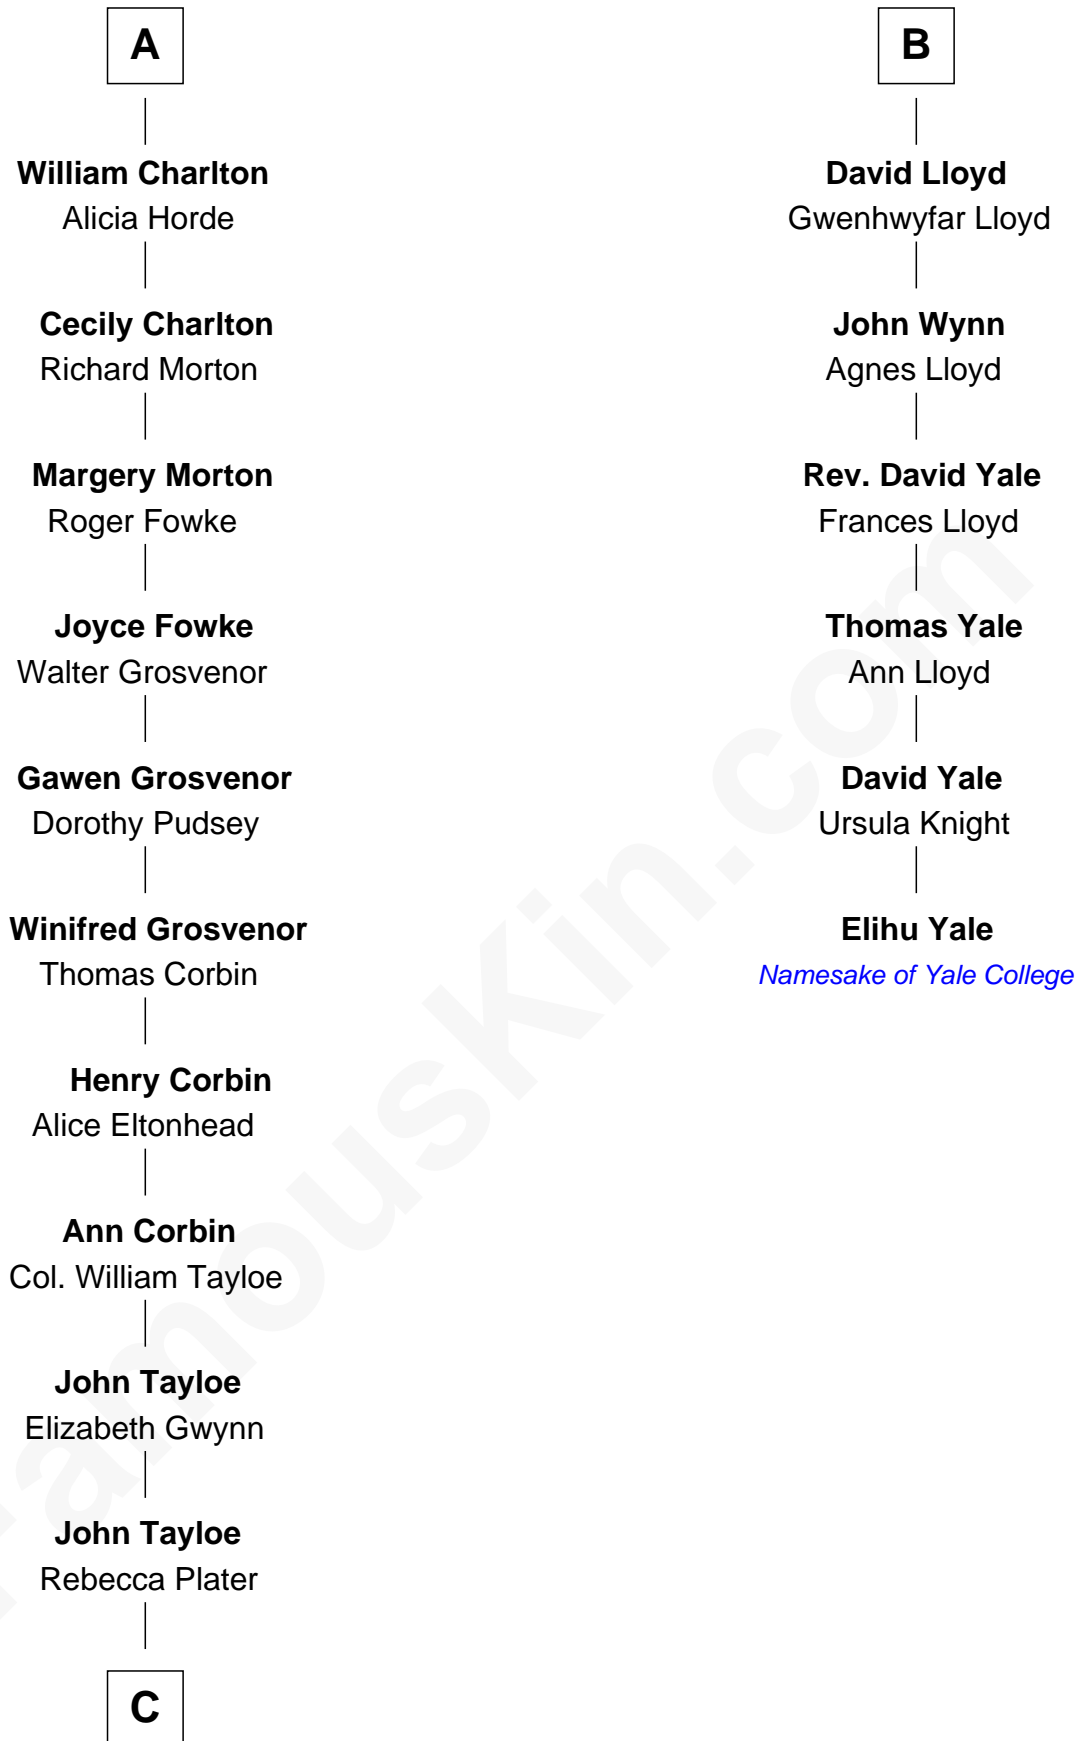 A
William Charlton
Alicia Horde
Cecily Charlton
Richard Morton
Margery Morton
Roger Fowke
Joyce Fowke
Walter Grosvenor
Gawen Grosvenor
Dorothy Pudsey
Winifred Grosvenor
Thomas Corbin
Henry Corbin
Alice Eltonhead
Ann Corbin
Col. William Tayloe
John Tayloe
Elizabeth Gwynn
John Tayloe
Rebecca Plater
C
B
David Lloyd
Gwenhwyfar Lloyd
John Wynn
Agnes Lloyd
Rev. David Yale
Frances Lloyd
Thomas Yale
Ann Lloyd
David Yale
Ursula Knight
Elihu Yale
Namesake of Yale College
FamousKin.com